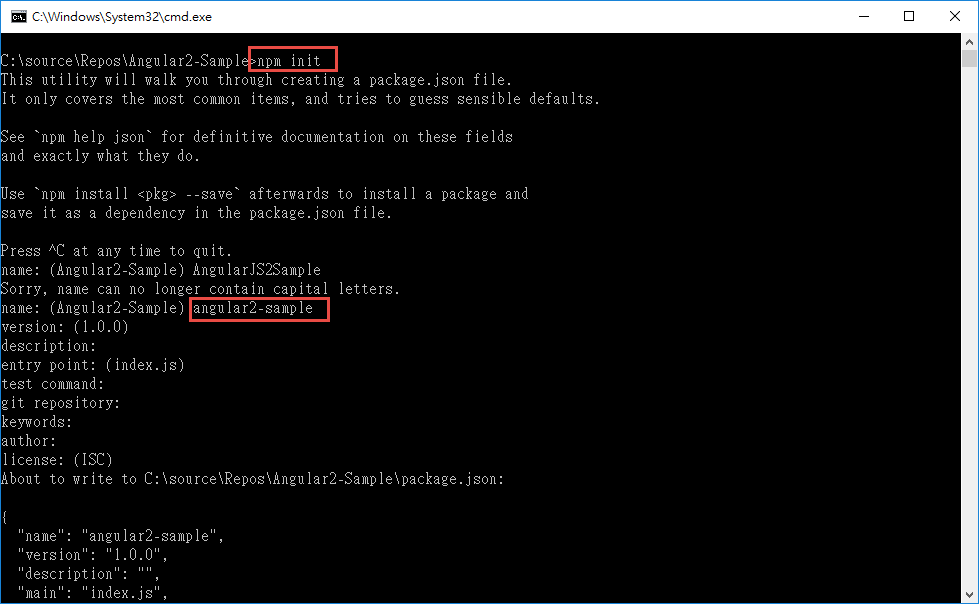 C:\Windows\System32\cmd.exe
C:\source\Repos\Angular2-Sample>npm init
This utility will walk you through creating a package.json file.
It only covers the most common items, and tries to guess sensible defaults.
See `npm help json` for definitive documentation on these fields
and exactly what they do.
Use `npm install <pkg> --save` afterwards to install a package and
save it as a dependency in the package.json file.
Press ^C at any time to quit.
name: (Angular2-Sample) AngularJS2Sample
Sorry, name can no longer contain capital letters.
name: (Angular2-Sample) angular2-sample
version: (1.0.0)
description:
entry point: (index.js)
test command:
git repository:
keywords:
author:
license: (ISC)
About to write to C:\source\Repos\Angular2-Sample\package.json:
{
"name": "angular2-sample",
"version": "1.0.0",
"description": "",
"main": "index.js",